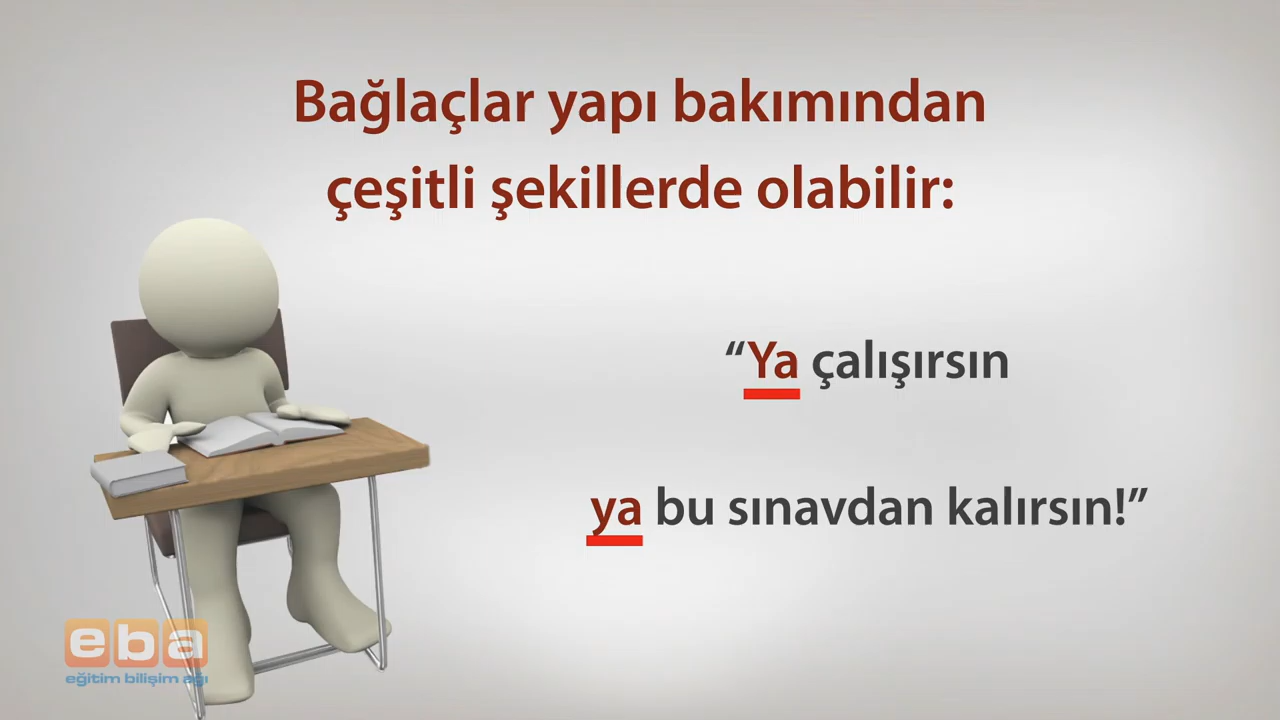 Bağlaçlar yapı bakımından
çeşitli şekillerde olabilir:
“Ya çalışırsın
ya bu sınavdan kalırsın!”
eba
eğitim bilişim ağı